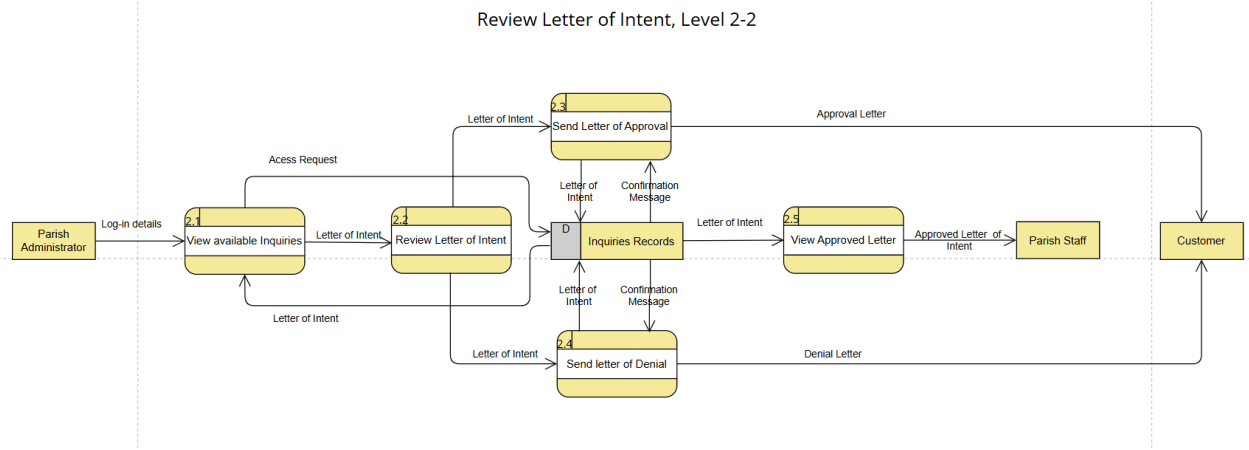 Review Letter of Intent, Level 2-2
2.3
Send Letter of Approval
Letter of Intent
Approval Letter
Acess Request
Letter of
Intent
Confirmation
Message
Parish
Administrator
Log-in details
2.1
View available Inquiries
Letter of Intent
2.2
Review Letter of Intent
D
Inquiries Records
Letter of Intent
2.5
View Approved Letter
Approved Letter of
Intent
Parish Staff
Customer
Letter of
Intent
Confirmation
Message
Letter of Intent
2.4
Send letter of Denial
Letter of Intent
Denial Letter